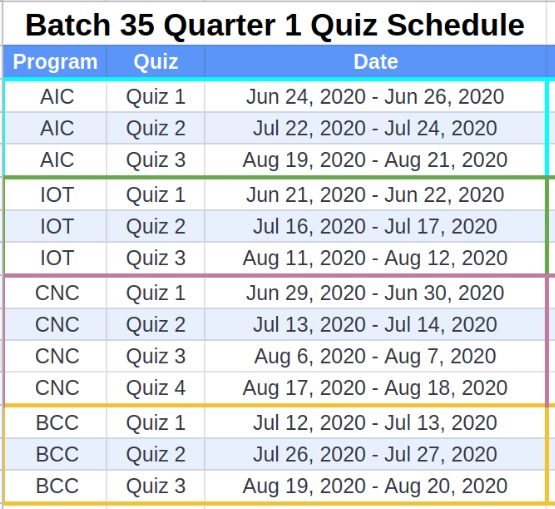 Batch 35 Quarter 1 Quiz Schedule
Program Quiz Date
AIC Quiz 1 Jun 24, 2020 - Jun 26, 2020
AIC Quiz 2 Jul 22, 2020 - Jul 24, 2020
AIC Quiz 3 Aug 19, 2020 - Aug 21, 2020
IOT Quiz 1 Jun 21, 2020 - Jun 22, 2020
IOT Quiz 2 Jul 16, 2020 - Jul 17, 2020
IOT Quiz 3 Aug 11, 2020 - Aug 12, 2020
CNC Quiz 1 Jun 29, 2020 - Jun 30, 2020
CNC Quiz 2 Jul 13, 2020 - Jul 14, 2020
CNC Quiz 3 Aug 6, 2020 - Aug 7, 2020
CNC Quiz 4 Aug 17, 2020 - Aug 18, 2020
BCC Quiz 1 Jul 12, 2020 - Jul 13, 2020
BCC Quiz 2 Jul 26, 2020 - Jul 27, 2020
BCC Quiz 3 Aug 19, 2020 - Aug 20, 2020